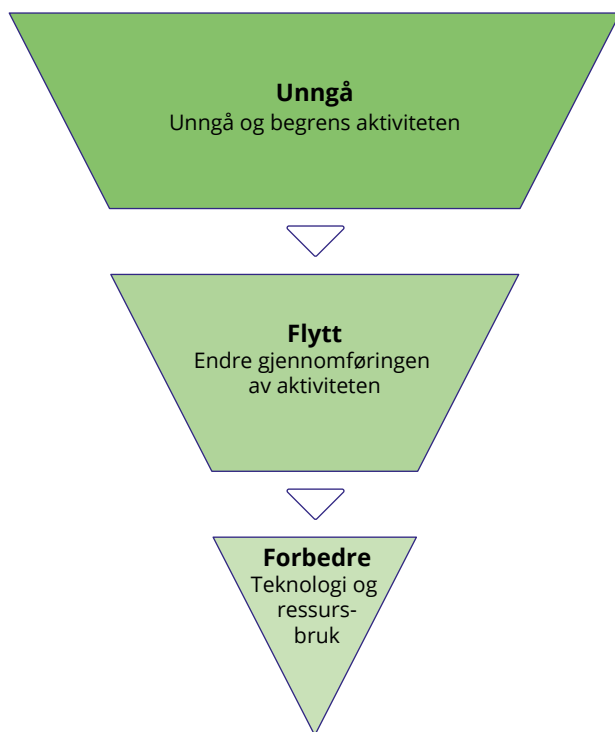 Unngå
Unngå og begrens aktiviteten
Flytt
Endre gjennomføringen
av aktiviteten
Forbedre
Teknologi og
ressurs-
bruk